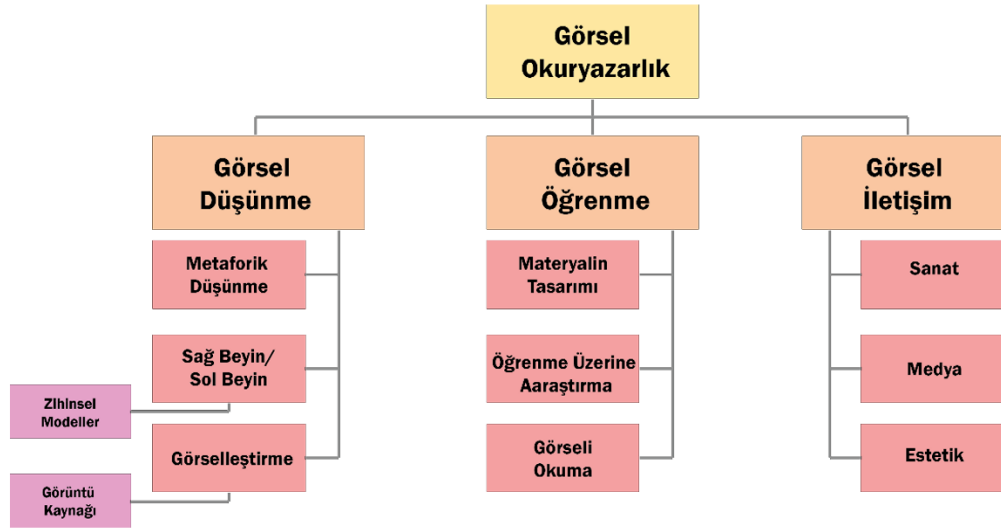 Görsel
Okuryazarlık
Görsel
Düşünme
Görsel
Öğrenme
Görsel
İletişim
Metaforik
Düşünme
Materyalin
Tasarımı
Sanat
Sağ Beyin/
Sol Beyin
Öğrenme Üzerine
Aaraştırma
Medya
Zlhinsel
Modeller
Görselleştirme
Görseli
Okuma
Estetik
Görüntü
Kaynağı